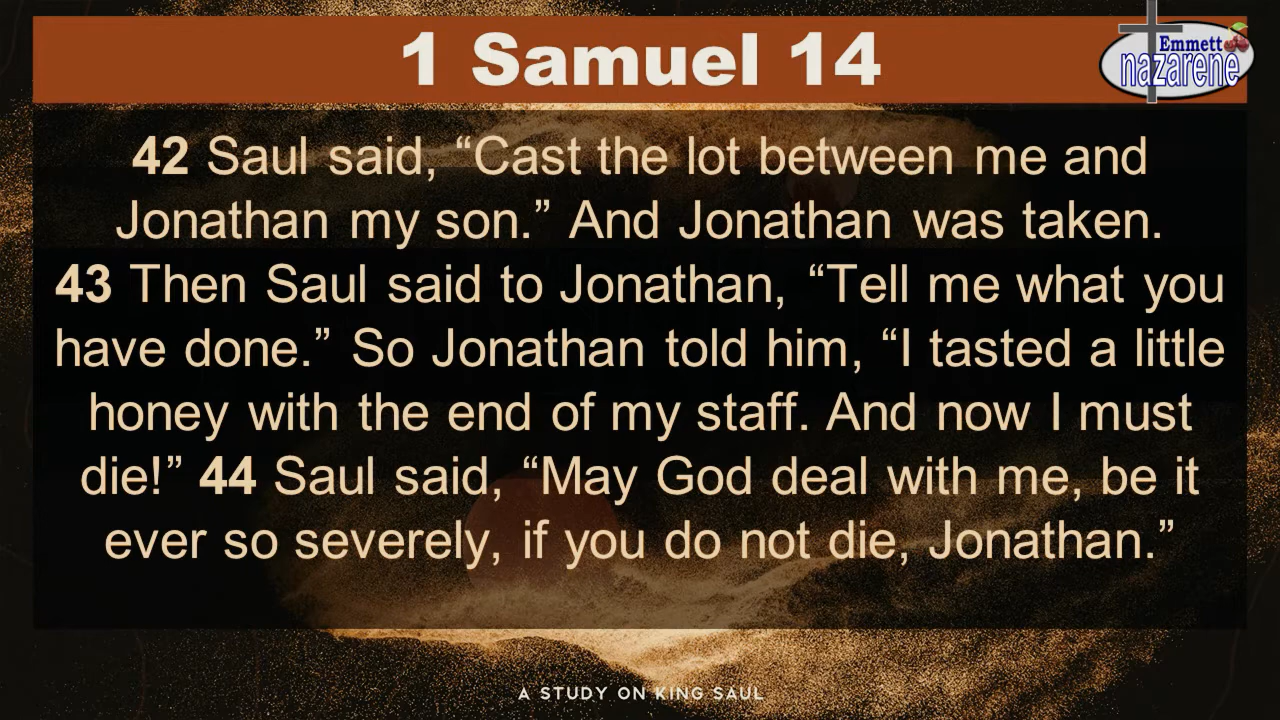 1 Samuel 14
Emmett
nazarene
42 Saul said, “Cast the lot between me and
Jonathan my son.” And Jonathan was taken.
43 Then Saul said to Jonathan, “Tell me what you
have done.” So Jonathan told him, “I tasted a little
honey with the end of my staff. And now I must
die!” 44 Saul said, “May God deal with me, be it
ever so severely, if you do not die, Jonathan.”
A STUDY ON KING SAUL